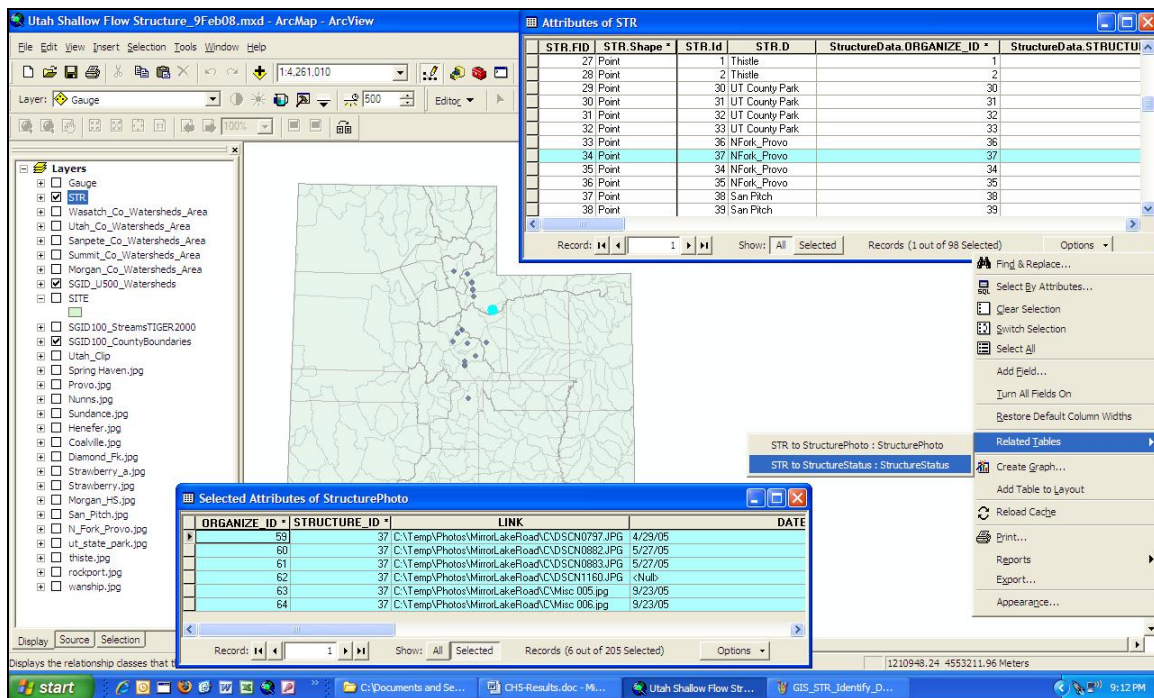 Utah Shallow Flow Structure_9Feb08.mxd - ArcMap - ArcView
File Edit View Insert Selection Tools Window Help
1:4,261,010
Layer: Gauge 500 Editor
100%
Layers
Gauge
STR
Wasatch_Co_Watersheds_Area
Utah_Co_Watersheds_Area
Sanpete_Co_Watersheds_Area
Summit_Co_Watersheds_Area
Morgan_Co_Watersheds_Area
SGID_U500_Watersheds
SITE
SGID100_StreamsTIGER2000
SGID100_CountyBoundaries
Utah_Clip
Spring Haven.jpg
Provo.jpg
Nunns.jpg
Sundance.jpg
Henefer.jpg
Coalville.jpg
Diamond_Fk.jpg
Strawberry_a.jpg
Strawberry.jpg
Morgan_HS.jpg
San_Pitch.jpg
N_Fork_Provo.jpg
ut_state_park.jpg
thiste.jpg
rockport.jpg
wanship.jpg
Display Source Selection
Displays the relationship classes that t
Attributes of STR
STR.FID STR.Shape * STR.Id STR.D StructureData.ORGANIZE_ID * StructureData.STRUCTU
27 Point 1 Thistle 1
28 Point 2 Thistle 2
29 Point 30 UT County Park 30
30 Point 31 UT County Park 31
31 Point 32 UT County Park 32
32 Point 33 UT County Park 33
33 Point 36 NFork_Provo 36
34 Point 37 NFork_Provo 37
35 Point 34 NFork_Provo 34
36 Point 35 NFork_Provo 35
37 Point 38 San Pitch 38
38 Point 39 San Pitch 39
Record: 1 Show: All Selected Records (1 out of 98 Selected) Options
Find & Replace...
Select By Attributes...
Clear Selection
Switch Selection
Select All
Add Field...
Turn All Fields On
Restore Default Column Widths
Related Tables
STR to StructurePhoto : StructurePhoto
STR to StructureStatus : StructureStatus
Create Graph...
Add Table to Layout
Reload Cache
Print...
Reports
Export...
Appearance...
Selected Attributes of StructurePhoto
ORGANIZE_ID * STRUCTURE_ID * LINK DATE
59 37 C:\Temp\Photos\MirrorLakeRoad\C\DSCN0797.JPG 4/29/05
60 37 C:\Temp\Photos\MirrorLakeRoad\C\DSCN0882.JPG 5/27/05
61 37 C:\Temp\Photos\MirrorLakeRoad\C\DSCN0883.JPG 5/27/05
62 37 C:\Temp\Photos\MirrorLakeRoad\C\DSCN1160.JPG <Null>
63 37 C:\Temp\Photos\MirrorLakeRoad\C\Misc 005.jpg 9/23/05
64 37 C:\Temp\Photos\MirrorLakeRoad\C\Misc 006.jpg 9/23/05
Record: 1 Show: All Selected Records (6 out of 205 Selected) Options
1210948.24 4553211.96 Meters
start C:\Documents and Se... CH5-Results.doc - Mi... Utah Shallow Flow Str... GIS_STR_Identify_D... 9:12 PM